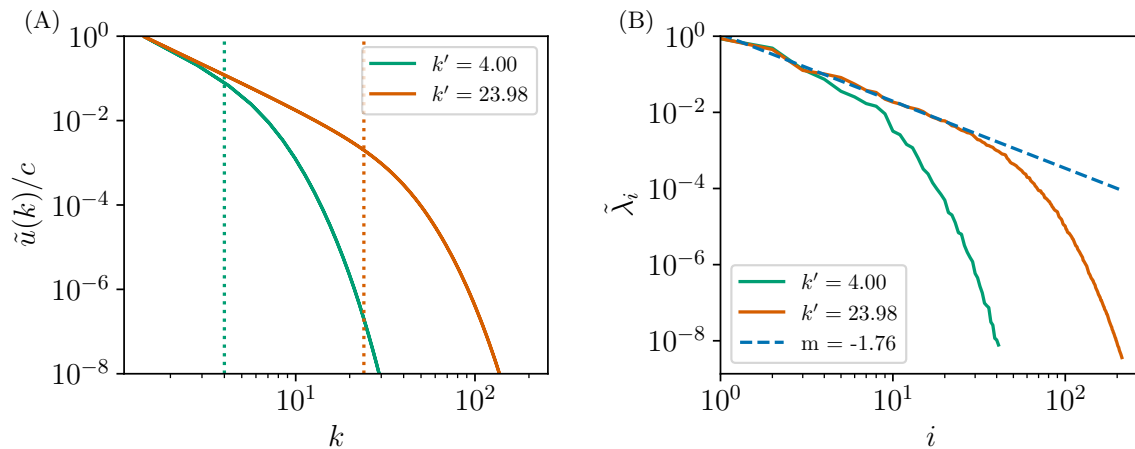 (A)
10^0
10^{-2}
10^{-4}
10^{-6}
10^{-8}
ũ(k)/c
10^1
10^2
k
k′ = 4.00
k′ = 23.98
(B)
10^0
10^{-2}
10^{-4}
10^{-6}
10^{-8}
λ̃_i
10^0
10^1
10^2
i
k′ = 4.00
k′ = 23.98
m = -1.76